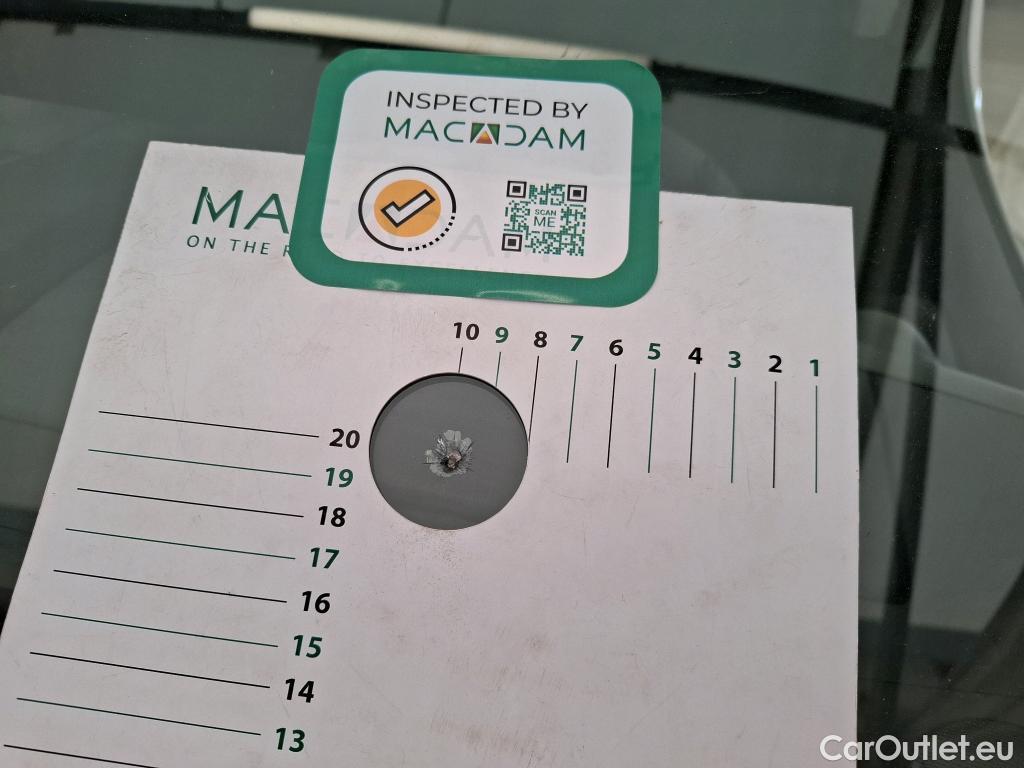 INSPECTED BY
MACADAM
SCAN
ME
MA
ON THE R
10 9 8 7 6 5 4 3 2 1
20
19
18
17
16
15
14
13
CarOutlet.eu